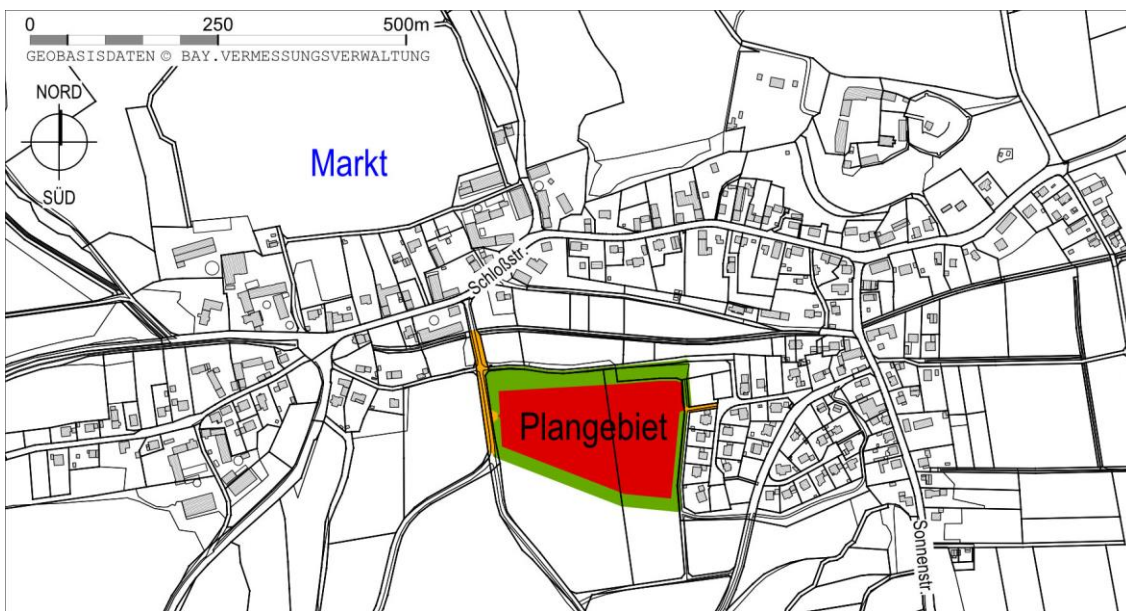 0 250 500m
GEOBASISDATEN © BAY.VERMESSUNGSVERWALTUNG
NORD
SÜD
Markt
Schloßstr.
Plangebiet
Sonnenstr.